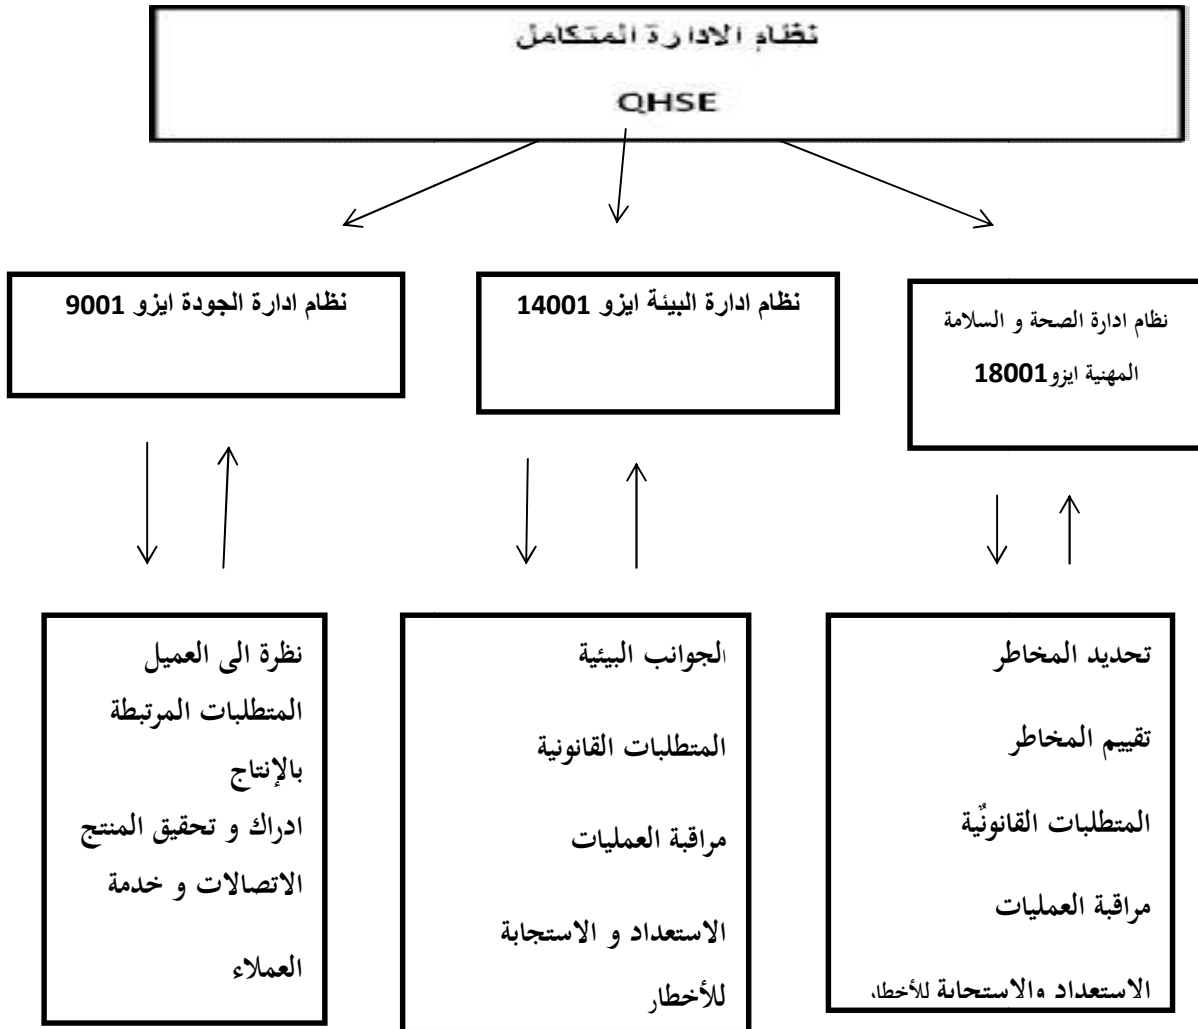 نظام الادارة المتكامل
QHSE
نظام ادارة الجودة ايزو 9001
نظام ادارة البيئة ايزو 14001
نظام ادارة الصحة و السلامة
المهنية ايزو18001
نظرة الى العميل
المتطلبات المرتبطة
بالإنتاج
ادراك و تحقيق المنتج
الاتصالات و خدمة
العملاء
الجوانب البيئية
المتطلبات القانونية
مراقبة العمليات
الاستعداد و الاستجابة
للأخطار
تحديد المخاطر
تقييم المخاطر
المتطلبات القانونٌية
مراقبة العمليات
الاستعداد والاستجابة للأخطار